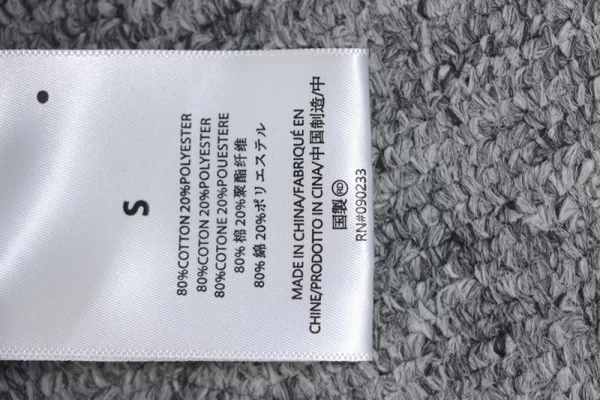 S
80%COTTON 20%POLYESTER
80%COTON 20%POLYESTER
80%COTONE 20%POUESTERE
80% 棉 20%聚酯纤维
80% 綿 20%ポリエステル
MADE IN CHINA/FABRIQUÉ EN
CHINE/PRODOTTO IN CINA/中国制造/中
国製
RN#090233